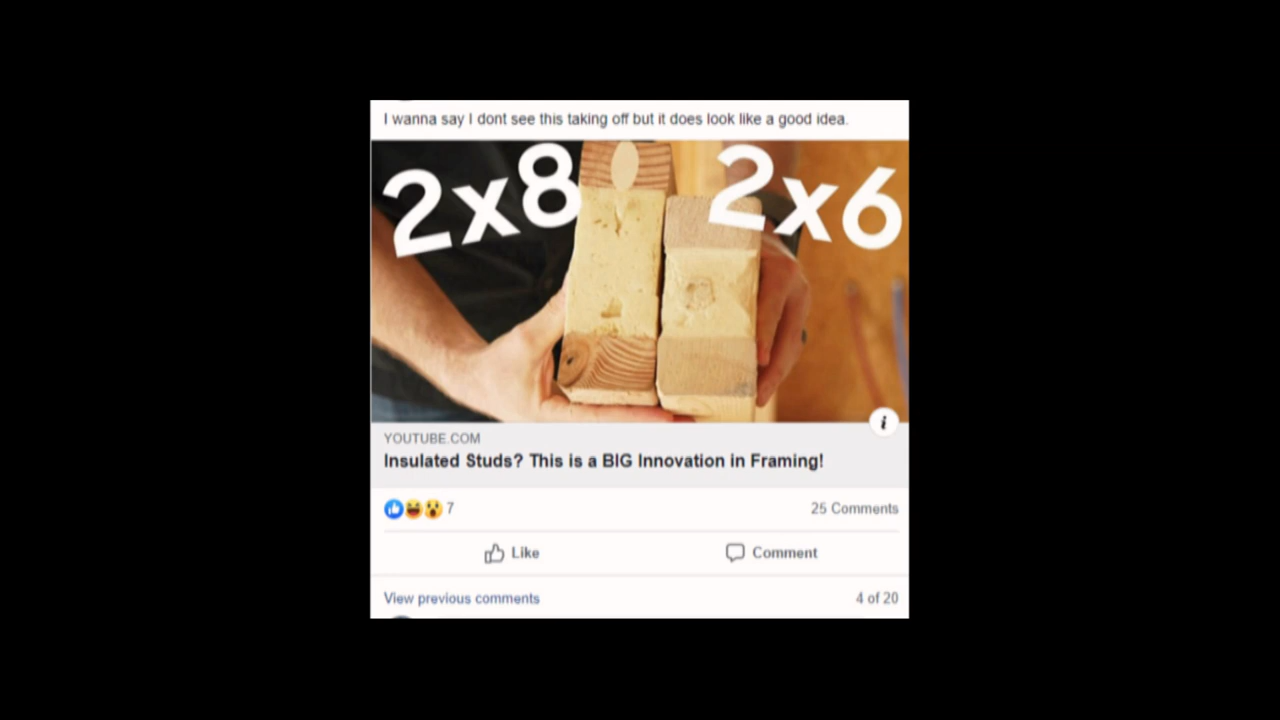 I wanna say I dont see this taking off but it does look like a good idea.
2x8 2x6
i
YOUTUBE.COM
Insulated Studs? This is a BIG Innovation in Framing!
7 25 Comments
Like Comment
View previous comments 4 of 20